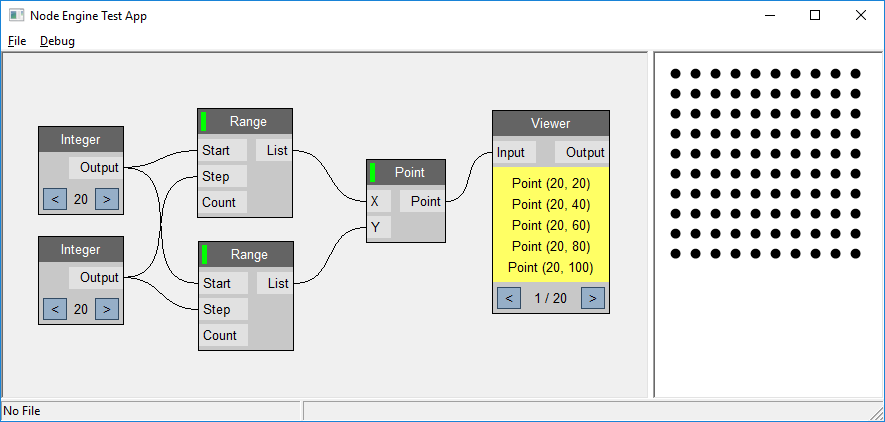 Node Engine Test App
File Debug
Integer
Output
< 20 >
Integer
Output
< 20 >
Range
Start List
Step
Count
Range
Start List
Step
Count
Point
X Point
Y
Viewer
Input Output
Point (20, 20)
Point (20, 40)
Point (20, 60)
Point (20, 80)
Point (20, 100)
< 1 / 20 >
No File